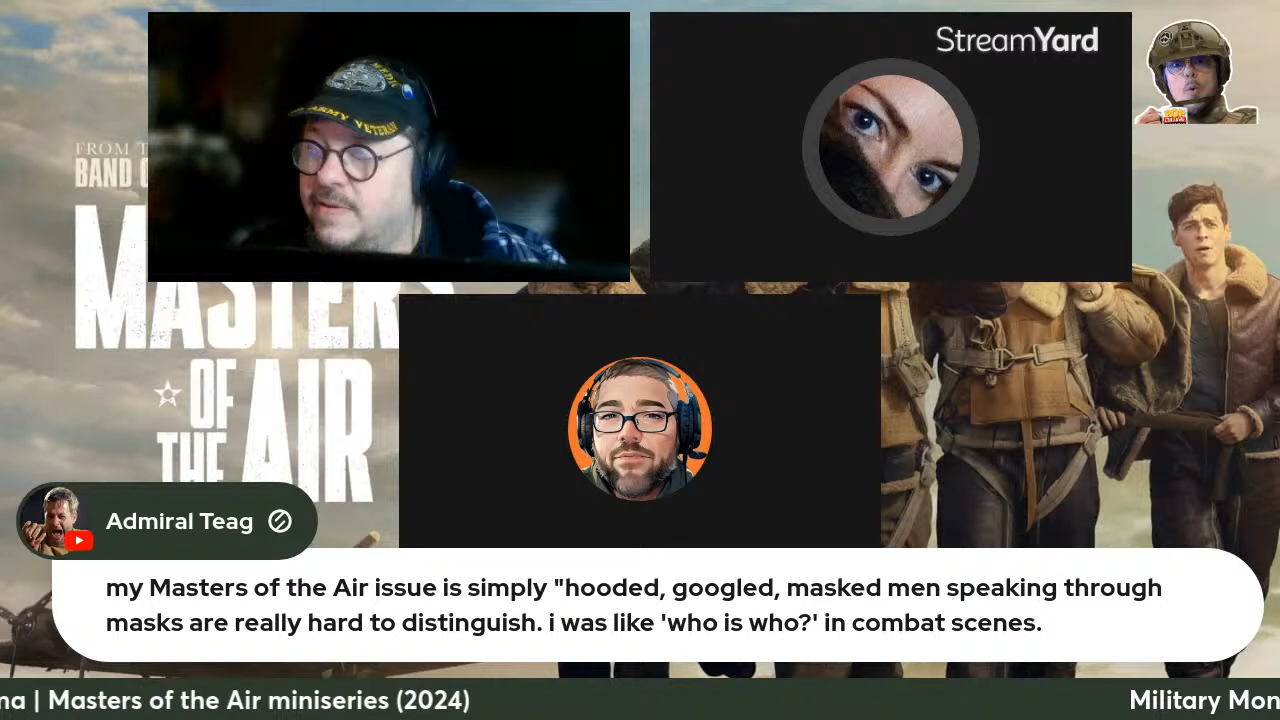 StreamYard
MEDIC
ARMY VETERAN
FROM T
BAND O
MASTERS
OF
THE AIR
Admiral Teag
my Masters of the Air issue is simply "hooded, googled, masked men speaking through
masks are really hard to distinguish. i was like 'who is who?' in combat scenes.
na | Masters of the Air miniseries (2024)
Military Mon